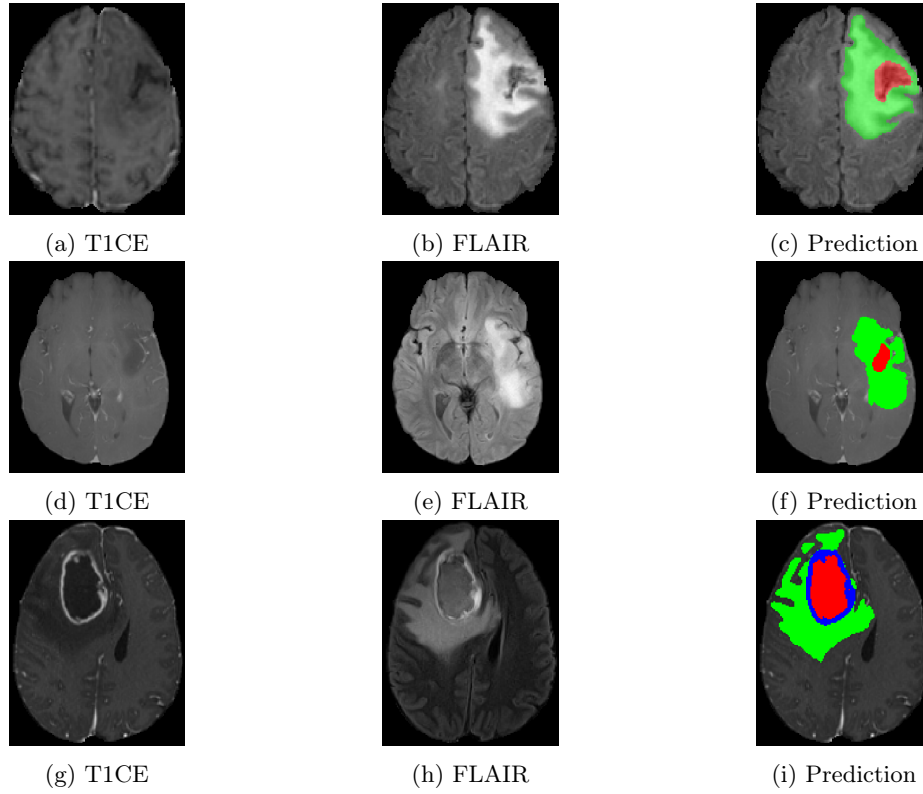 (a) T1CE
(b) FLAIR
(c) Prediction
(d) T1CE
(e) FLAIR
(f) Prediction
(g) T1CE
(h) FLAIR
(i) Prediction